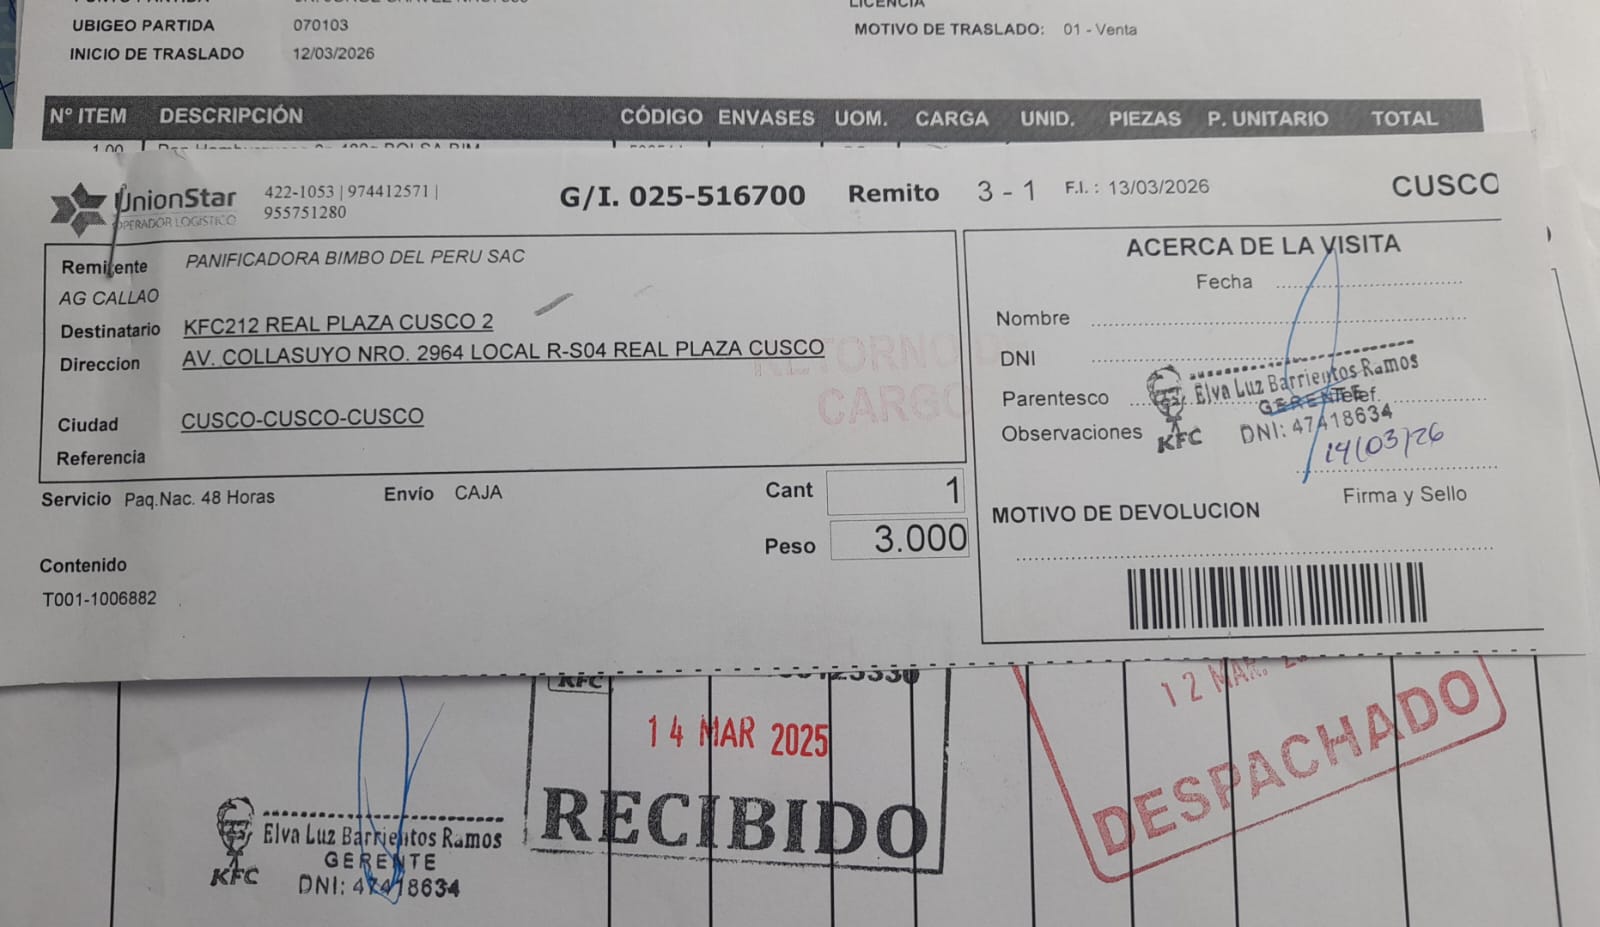 UBIGEO PARTIDA 070103
MOTIVO DE TRASLADO: 01 - Venta
INICIO DE TRASLADO 12/03/2026
N° ITEM DESCRIPCIÓN CÓDIGO ENVASES UOM. CARGA UNID. PIEZAS P. UNITARIO TOTAL
1.00
UnionStar
OPERADOR LOGISTICO
422-1053 | 974412571 |
955751280
G/I. 025-516700 Remito 3 - 1 F.I. : 13/03/2026 CUSCO
Remitente PANIFICADORA BIMBO DEL PERU SAC
AG CALLAO
Destinatario KFC212 REAL PLAZA CUSCO 2
Direccion AV. COLLASUYO NRO. 2964 LOCAL R-S04 REAL PLAZA CUSCO
RETORNO DE
CARGO
Ciudad CUSCO-CUSCO-CUSCO
Referencia
Servicio Paq.Nac. 48 Horas Envío CAJA Cant 1
Peso 3.000
Contenido
T001-1006882
ACERCA DE LA VISITA
Fecha
Nombre
DNI
Parentesco Telef.
Observaciones
KFC
Elva Luz Barrientos Ramos
GERENTE
DNI: 47418634
14/03/26
Firma y Sello
MOTIVO DE DEVOLUCION
KFC
14 MAR 2025
RECIBIDO
12 MAR.
DESPACHADO
Elva Luz Barrientos Ramos
GERENTE
KFC DNI: 47418634